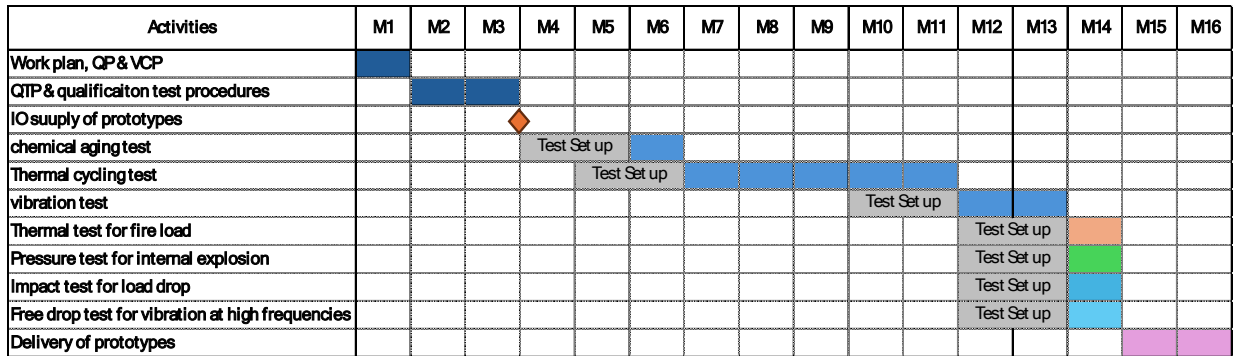 Activities M1 M2 M3 M4 M5 M6 M7 M8 M9 M10 M11 M12 M13 M14 M15 M16
Work plan, QP & VCP
QTP & qualificaiton test procedures
IO suuply of prototypes
chemical aging test Test Set up
Thermal cycling test Test Set up
vibration test Test Set up
Thermal test for fire load Test Set up
Pressure test for internal explosion Test Set up
Impact test for load drop Test Set up
Free drop test for vibration at high frequencies Test Set up
Delivery of prototypes